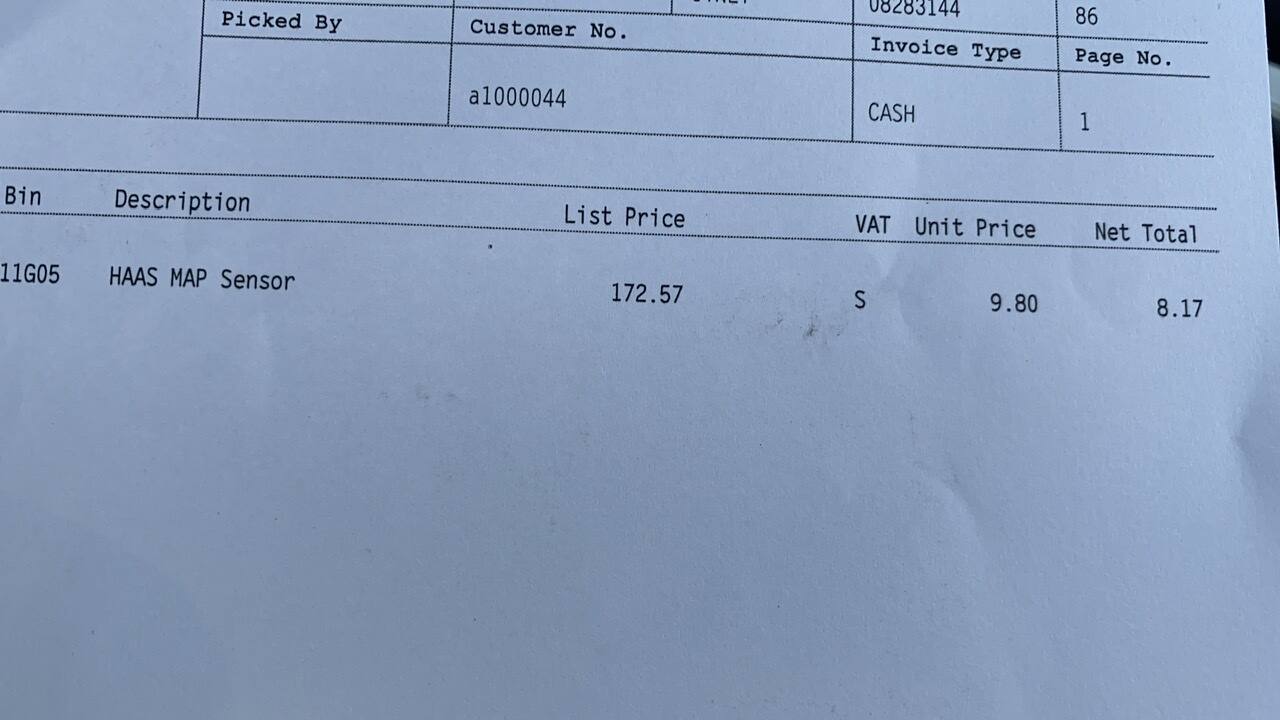 08283144 86
Picked By Customer No. Invoice Type Page No.
a1000044 CASH 1
Bin Description List Price VAT Unit Price Net Total
11G05 HAAS MAP Sensor 172.57 S 9.80 8.17